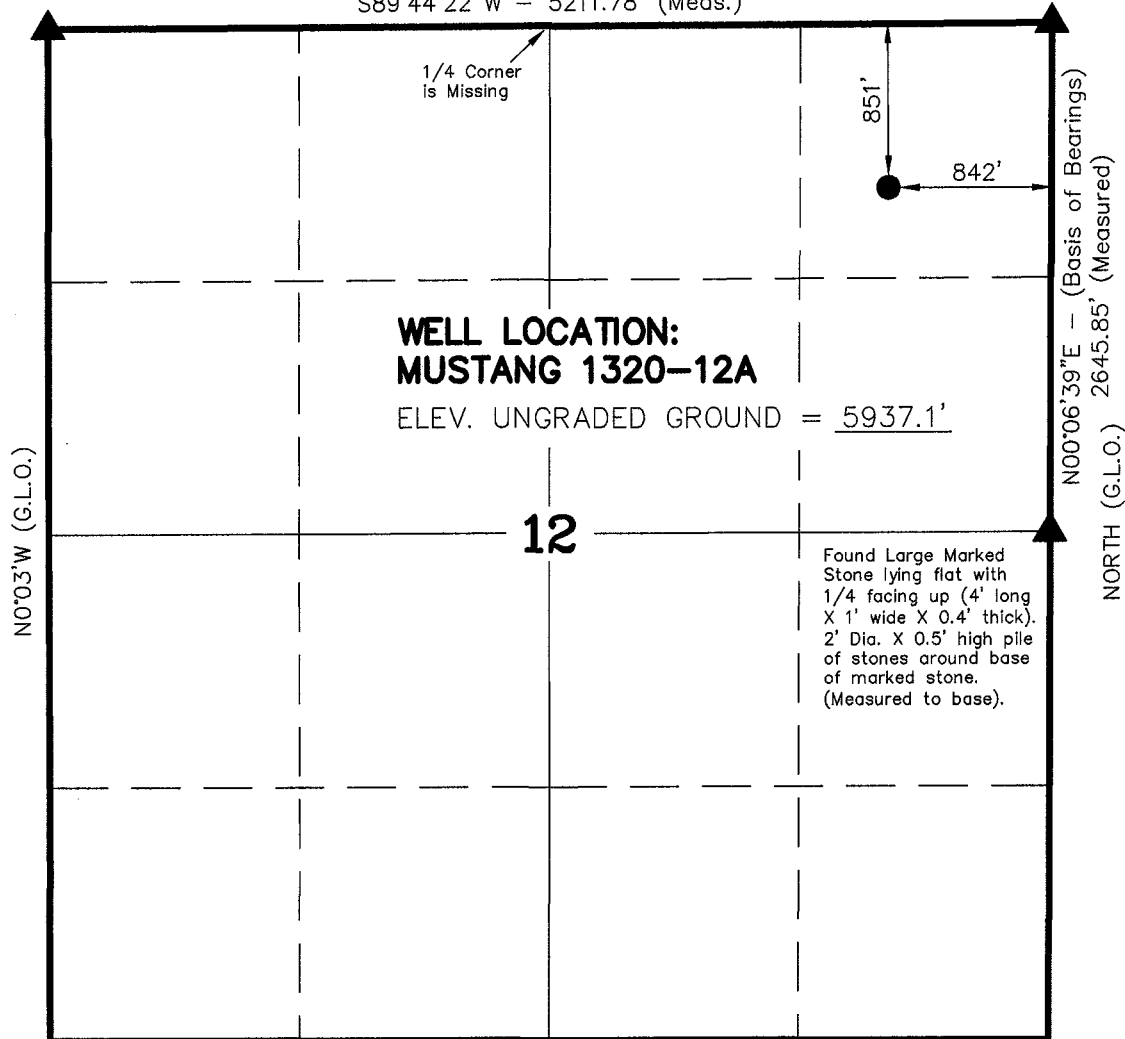 S89°44'22"W – 5211.78' (Meas.)
1/4 Corner
is Missing
851'
842'
WELL LOCATION:
MUSTANG 1320–12A
ELEV. UNGRADED GROUND = 5937.1'
N0°03'W (G.L.O.)
12
N00°06'39"E – (Basis of Bearings)
2645.85' (Measured)
NORTH (G.L.O.)
Found Large Marked
Stone lying flat with
1/4 facing up (4' long
X 1' wide X 0.4' thick).
2' Dia. X 0.5' high pile
of stones around base
of marked stone.
(Measured to base).